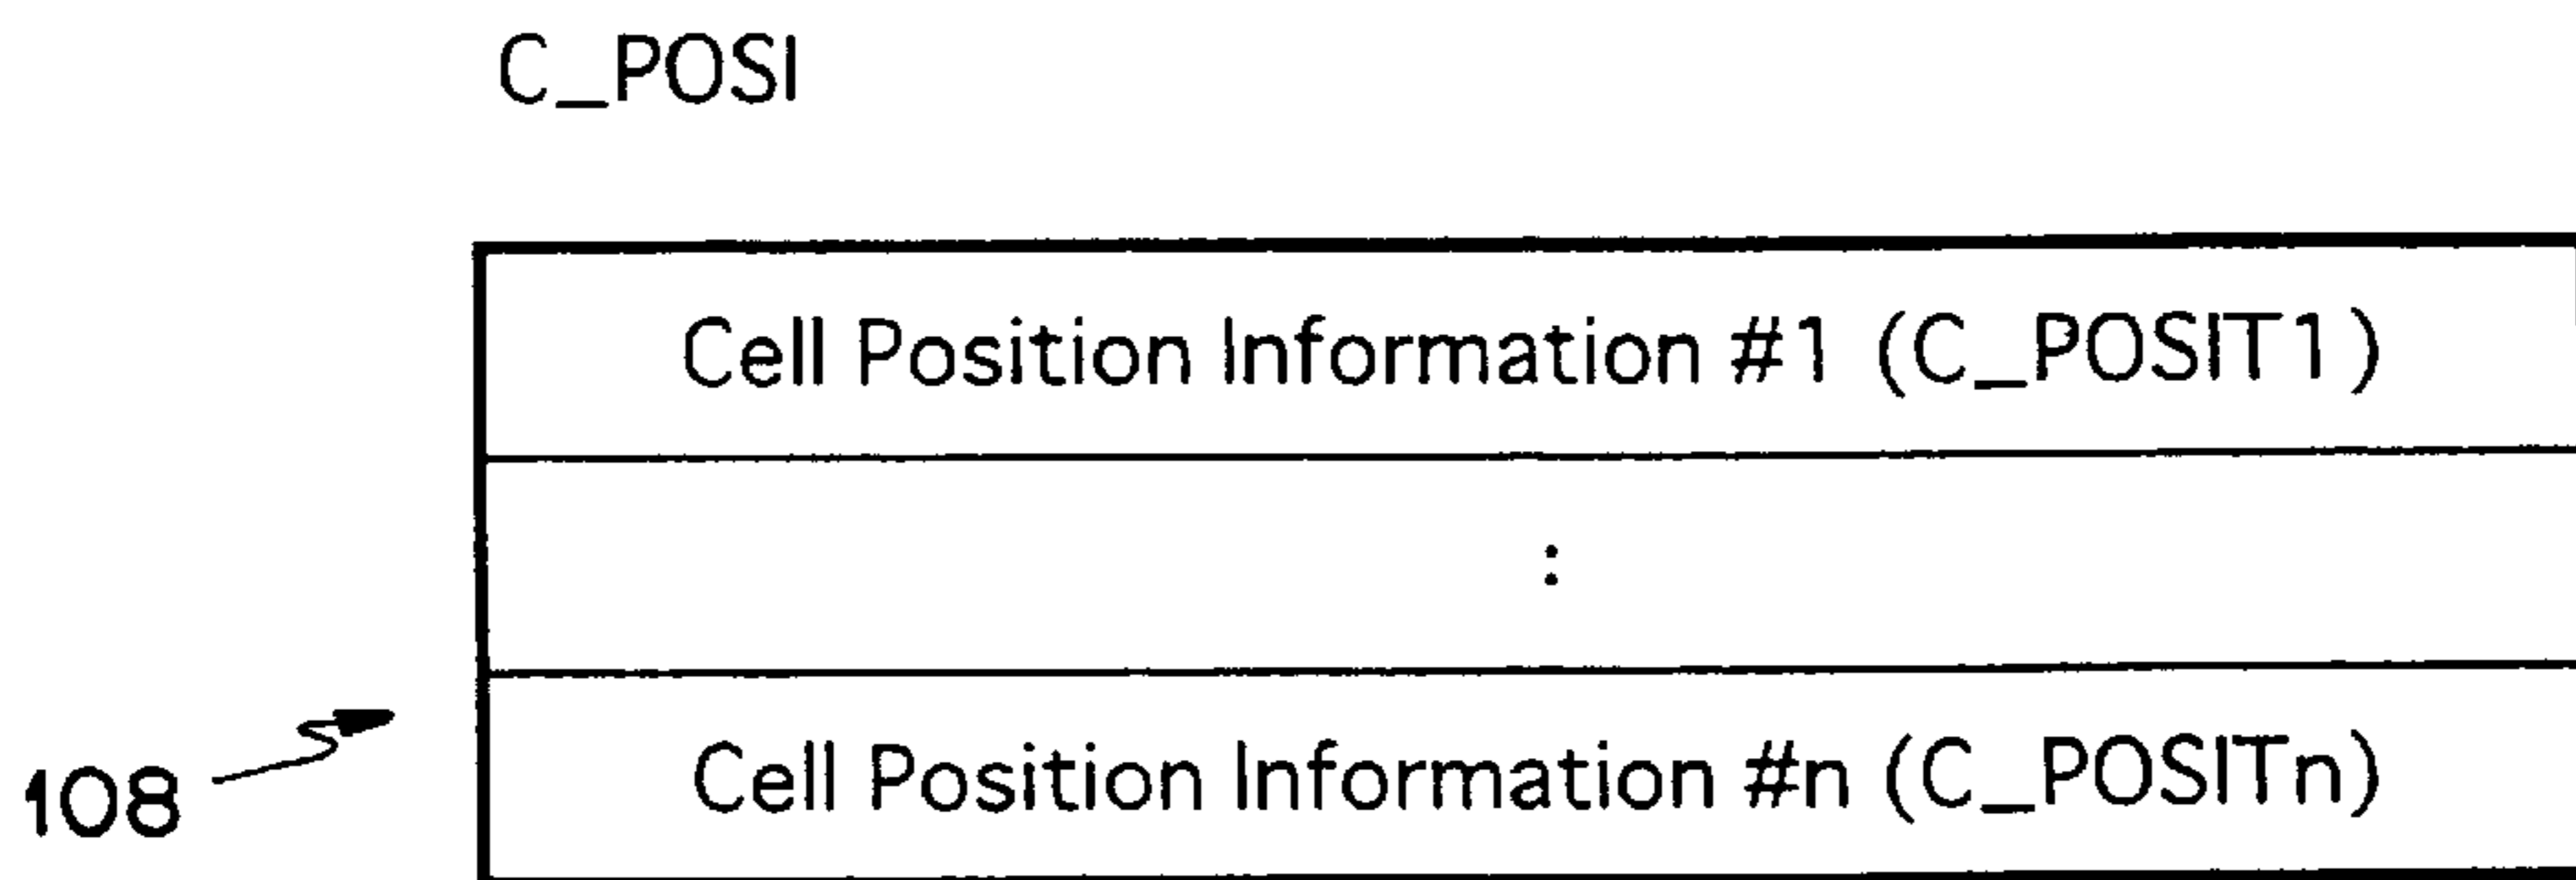 C_POSI
Cell Position Information #1 (C_POSIT1)
:
Cell Position Information #n (C_POSITn)
108